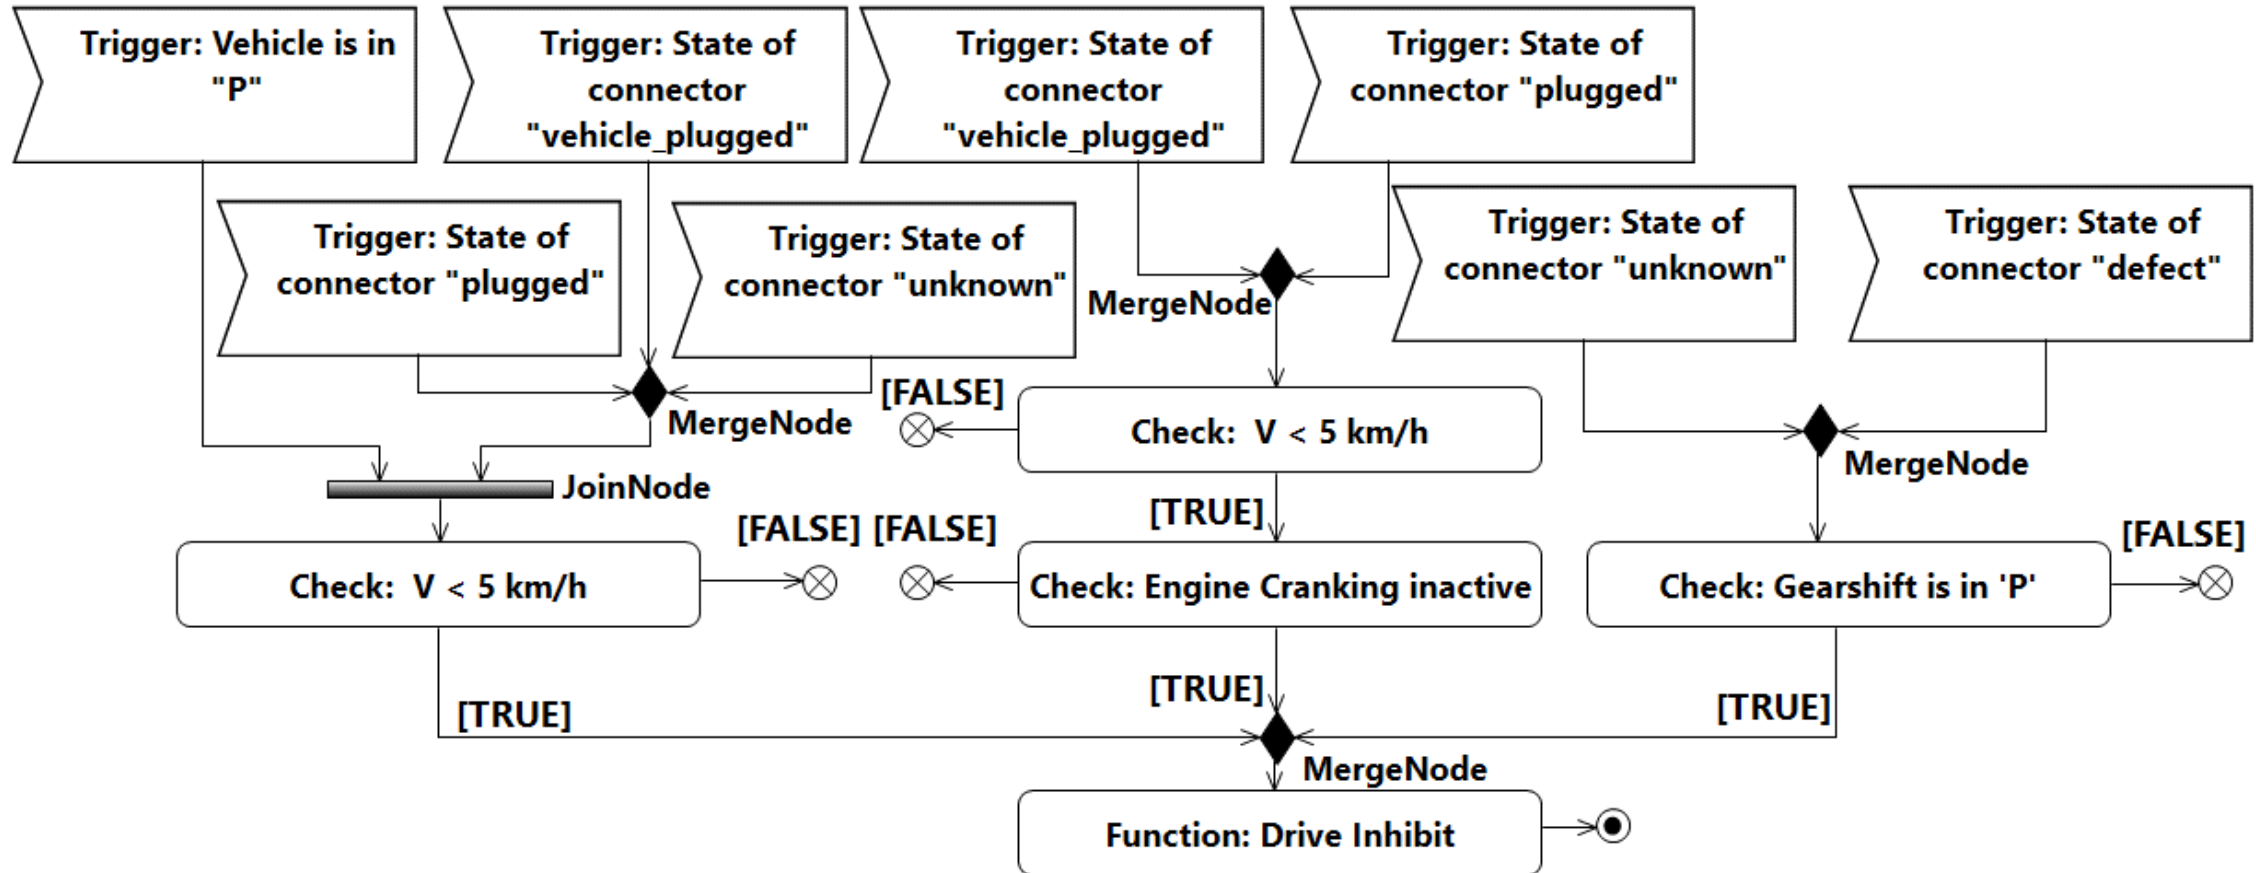 Trigger: Vehicle is in
"P"
Trigger: State of
connector
"vehicle_plugged"
Trigger: State of
connector
"vehicle_plugged"
Trigger: State of
connector "plugged"
Trigger: State of
connector "plugged"
Trigger: State of
connector "unknown"
Trigger: State of
connector "unknown"
Trigger: State of
connector "defect"
MergeNode
[FALSE]
MergeNode
Check:  V < 5 km/h
MergeNode
JoinNode
[TRUE]
[FALSE]
[FALSE]
[FALSE]
Check:  V < 5 km/h
Check: Engine Cranking inactive
Check: Gearshift is in 'P'
[TRUE]
[TRUE]
[TRUE]
MergeNode
Function: Drive Inhibit